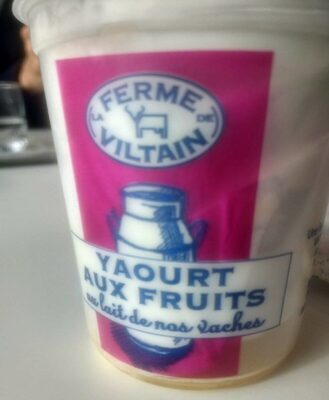 LA FERME DE
VILTAIN
YAOURT
AUX FRUITS
au lait de nos vaches